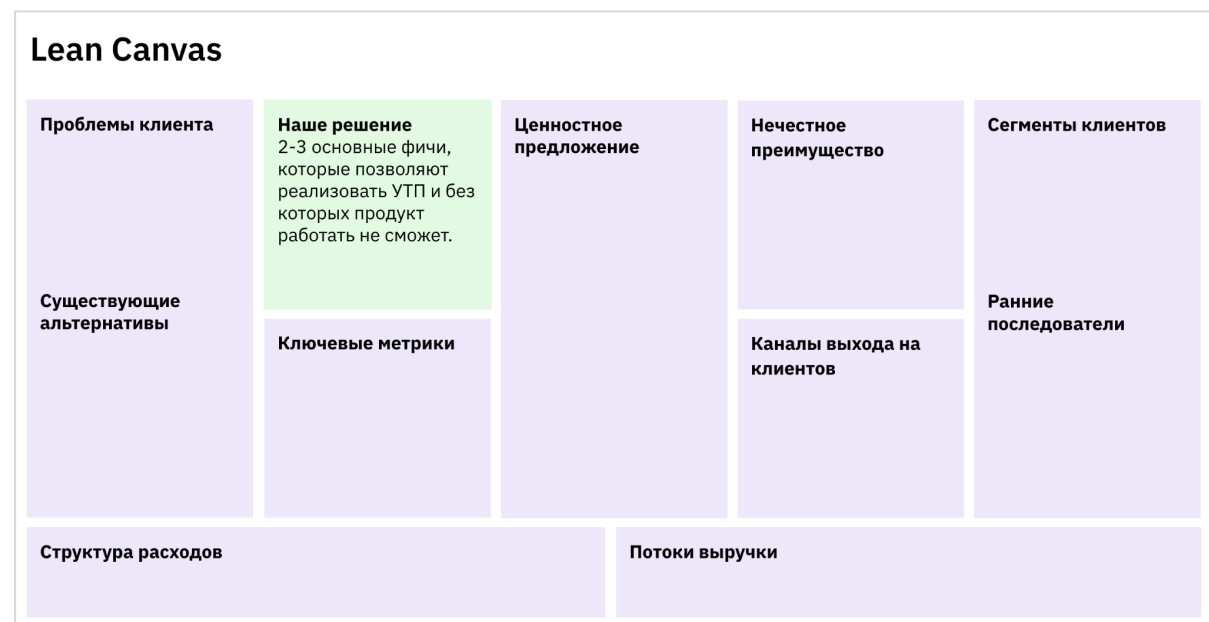 Lean Canvas
Проблемы клиента
Существующие
альтернативы
Наше решение
2-3 основные фичи,
которые позволяют
реализовать УТП и без
которых продукт
работать не сможет.
Ключевые метрики
Ценностное
предложение
Нечестное
преимущество
Каналы выхода на
клиентов
Сегменты клиентов
Ранние
последователи
Структура расходов
Потоки выручки